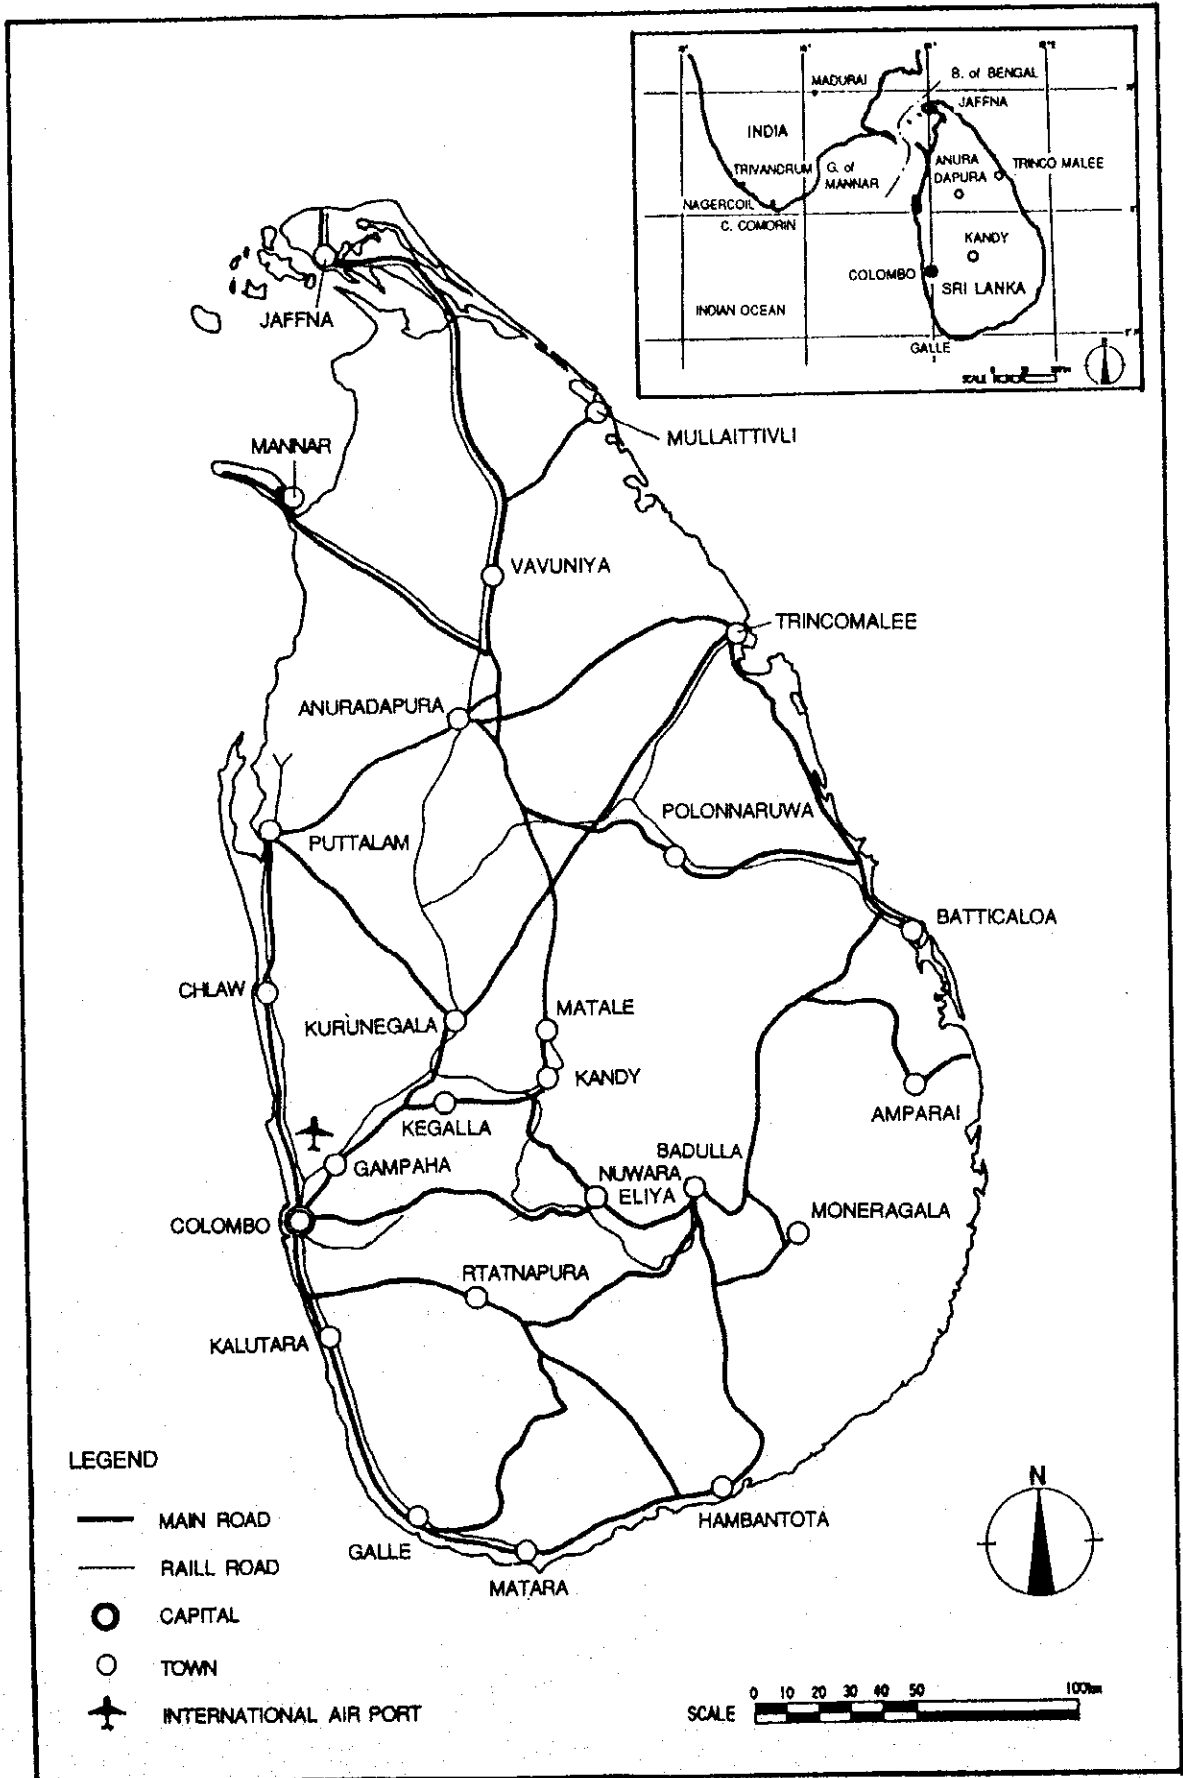 MADURAI
B. of BENGAL
JAFFNA
INDIA
TRIVANDRUM
G. of
MANNAR
ANURA
DAPURA
TRINCO MALEE
NAGERCOIL
C. COMORIN
KANDY
COLOMBO
SRI LANKA
INDIAN OCEAN
GALLE
SCALE
JAFFNA
MULLAITTIVLI
MANNAR
VAVUNIYA
TRINCOMALEE
ANURADAPURA
POLONNARUWA
PUTTALAM
BATTICALOA
CHLAW
KURUNEGALA
MATALE
KANDY
AMPARAI
KEGALLA
GAMPAHA
BADULLA
NUWARA
ELIYA
MONERAGALA
COLOMBO
RTATNAPURA
KALUTARA
HAMBANTOTA
GALLE
MATARA
LEGEND
MAIN ROAD
RAILL ROAD
CAPITAL
TOWN
INTERNATIONAL AIR PORT
N
SCALE 0 10 20 30 40 50 100km